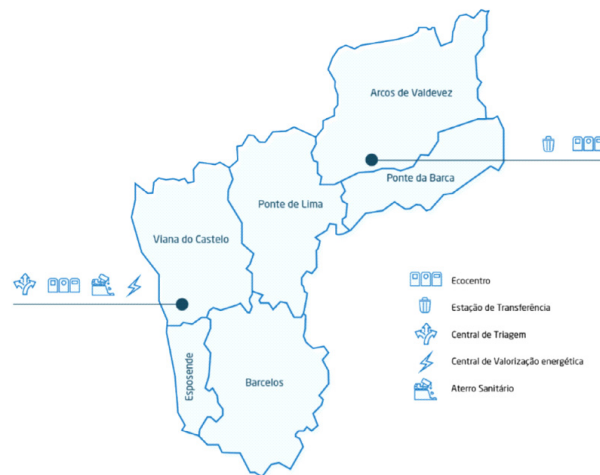 Arcos de Valdevez
Ponte da Barca
Ponte de Lima
Viana do Castelo
Esposende
Barcelos
Ecocentro
Estação de Transferência
Central de Triagem
Central de Valorização energética
Aterro Sanitário